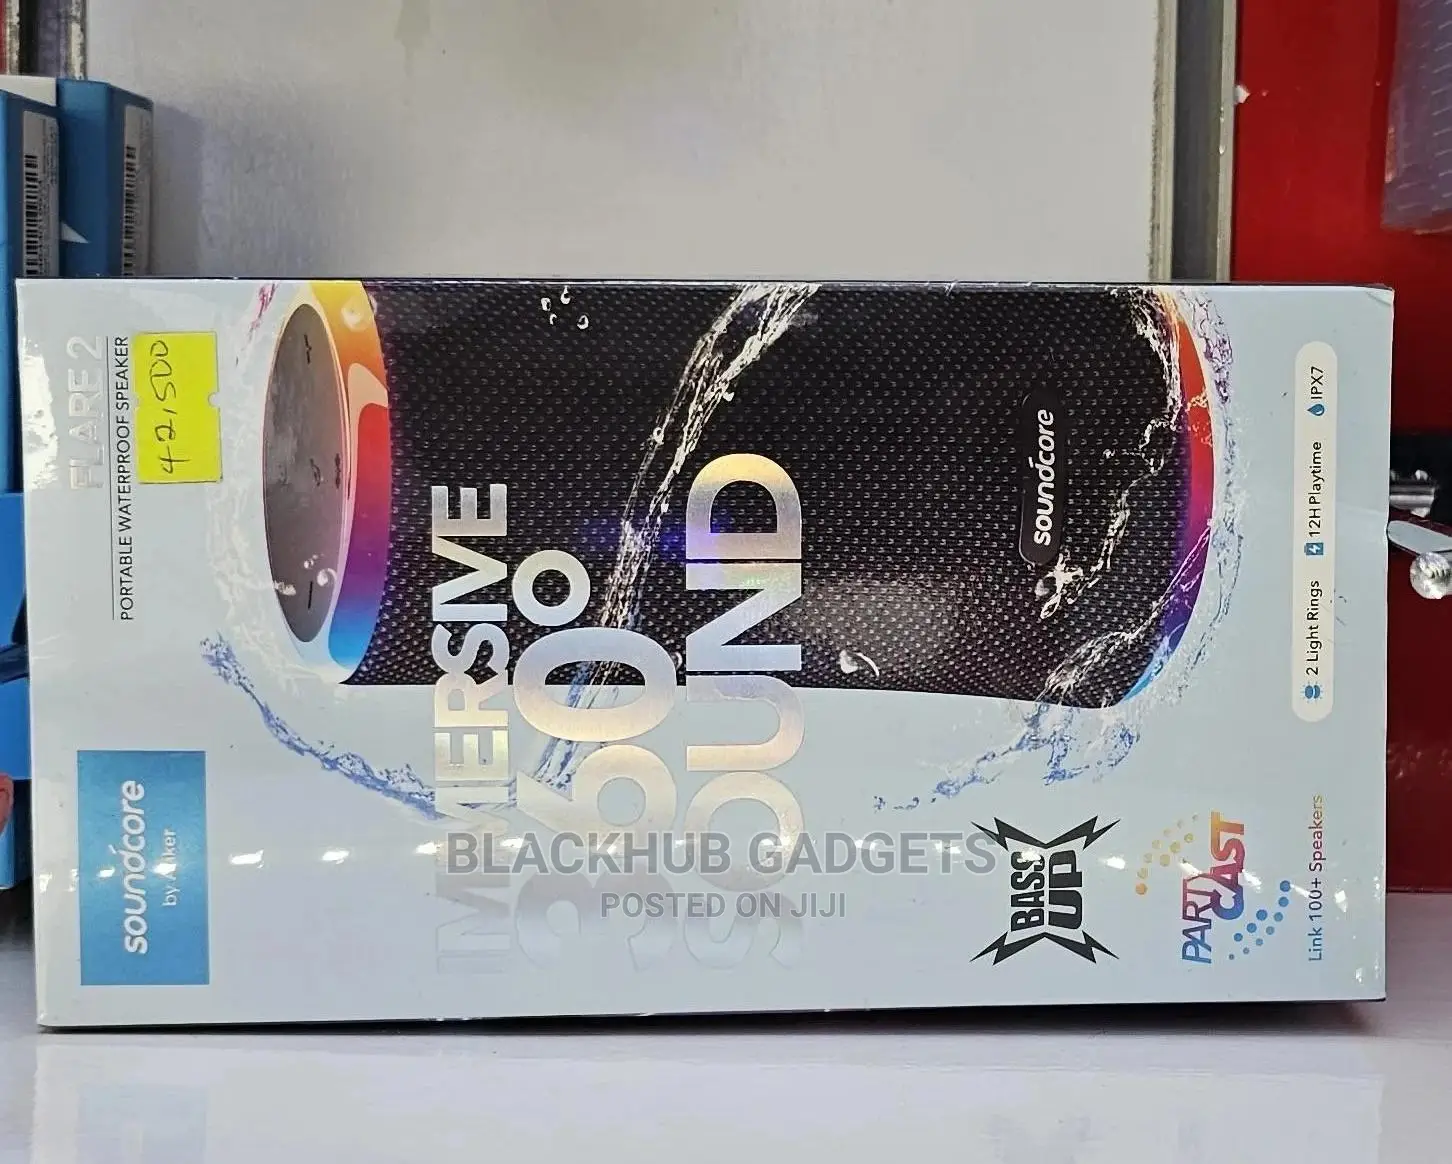 FLARE 2
PORTABLE WATERPROOF SPEAKER
42,500
soundcore
by Anker
IMMERSIVE
360°
SOUND
soundcore
BASS
UP
PARTY
CAST
Link 100+ Speakers
2 Light Rings 12H Playtime IPX7
BLACKHUB GADGETS
POSTED ON JIJI